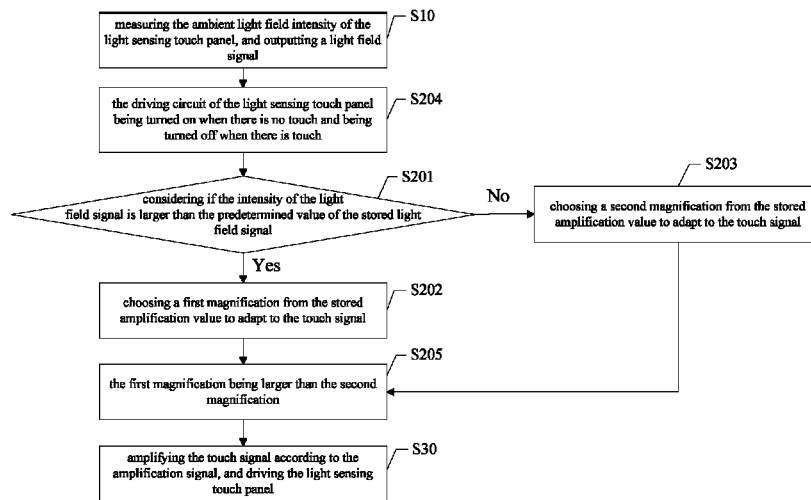 measuring the ambient light field intensity of the
light sensing touch panel, and outputting a light field
signal
S10
the driving circuit of the light sensing touch panel
being turned on when there is no touch and being
turned off when there is touch
S204
considering if the intensity of the light
field signal is larger than the predetermined value of the stored light
field signal
S201
No
choosing a second magnification from the stored
amplification value to adapt to the touch signal
S203
Yes
choosing a first magnification from the stored
amplification value to adapt to the touch signal
S202
the first magnification being larger than the second
magnification
S205
amplifying the touch signal according to the
amplification signal, and driving the light sensing
touch panel
S30